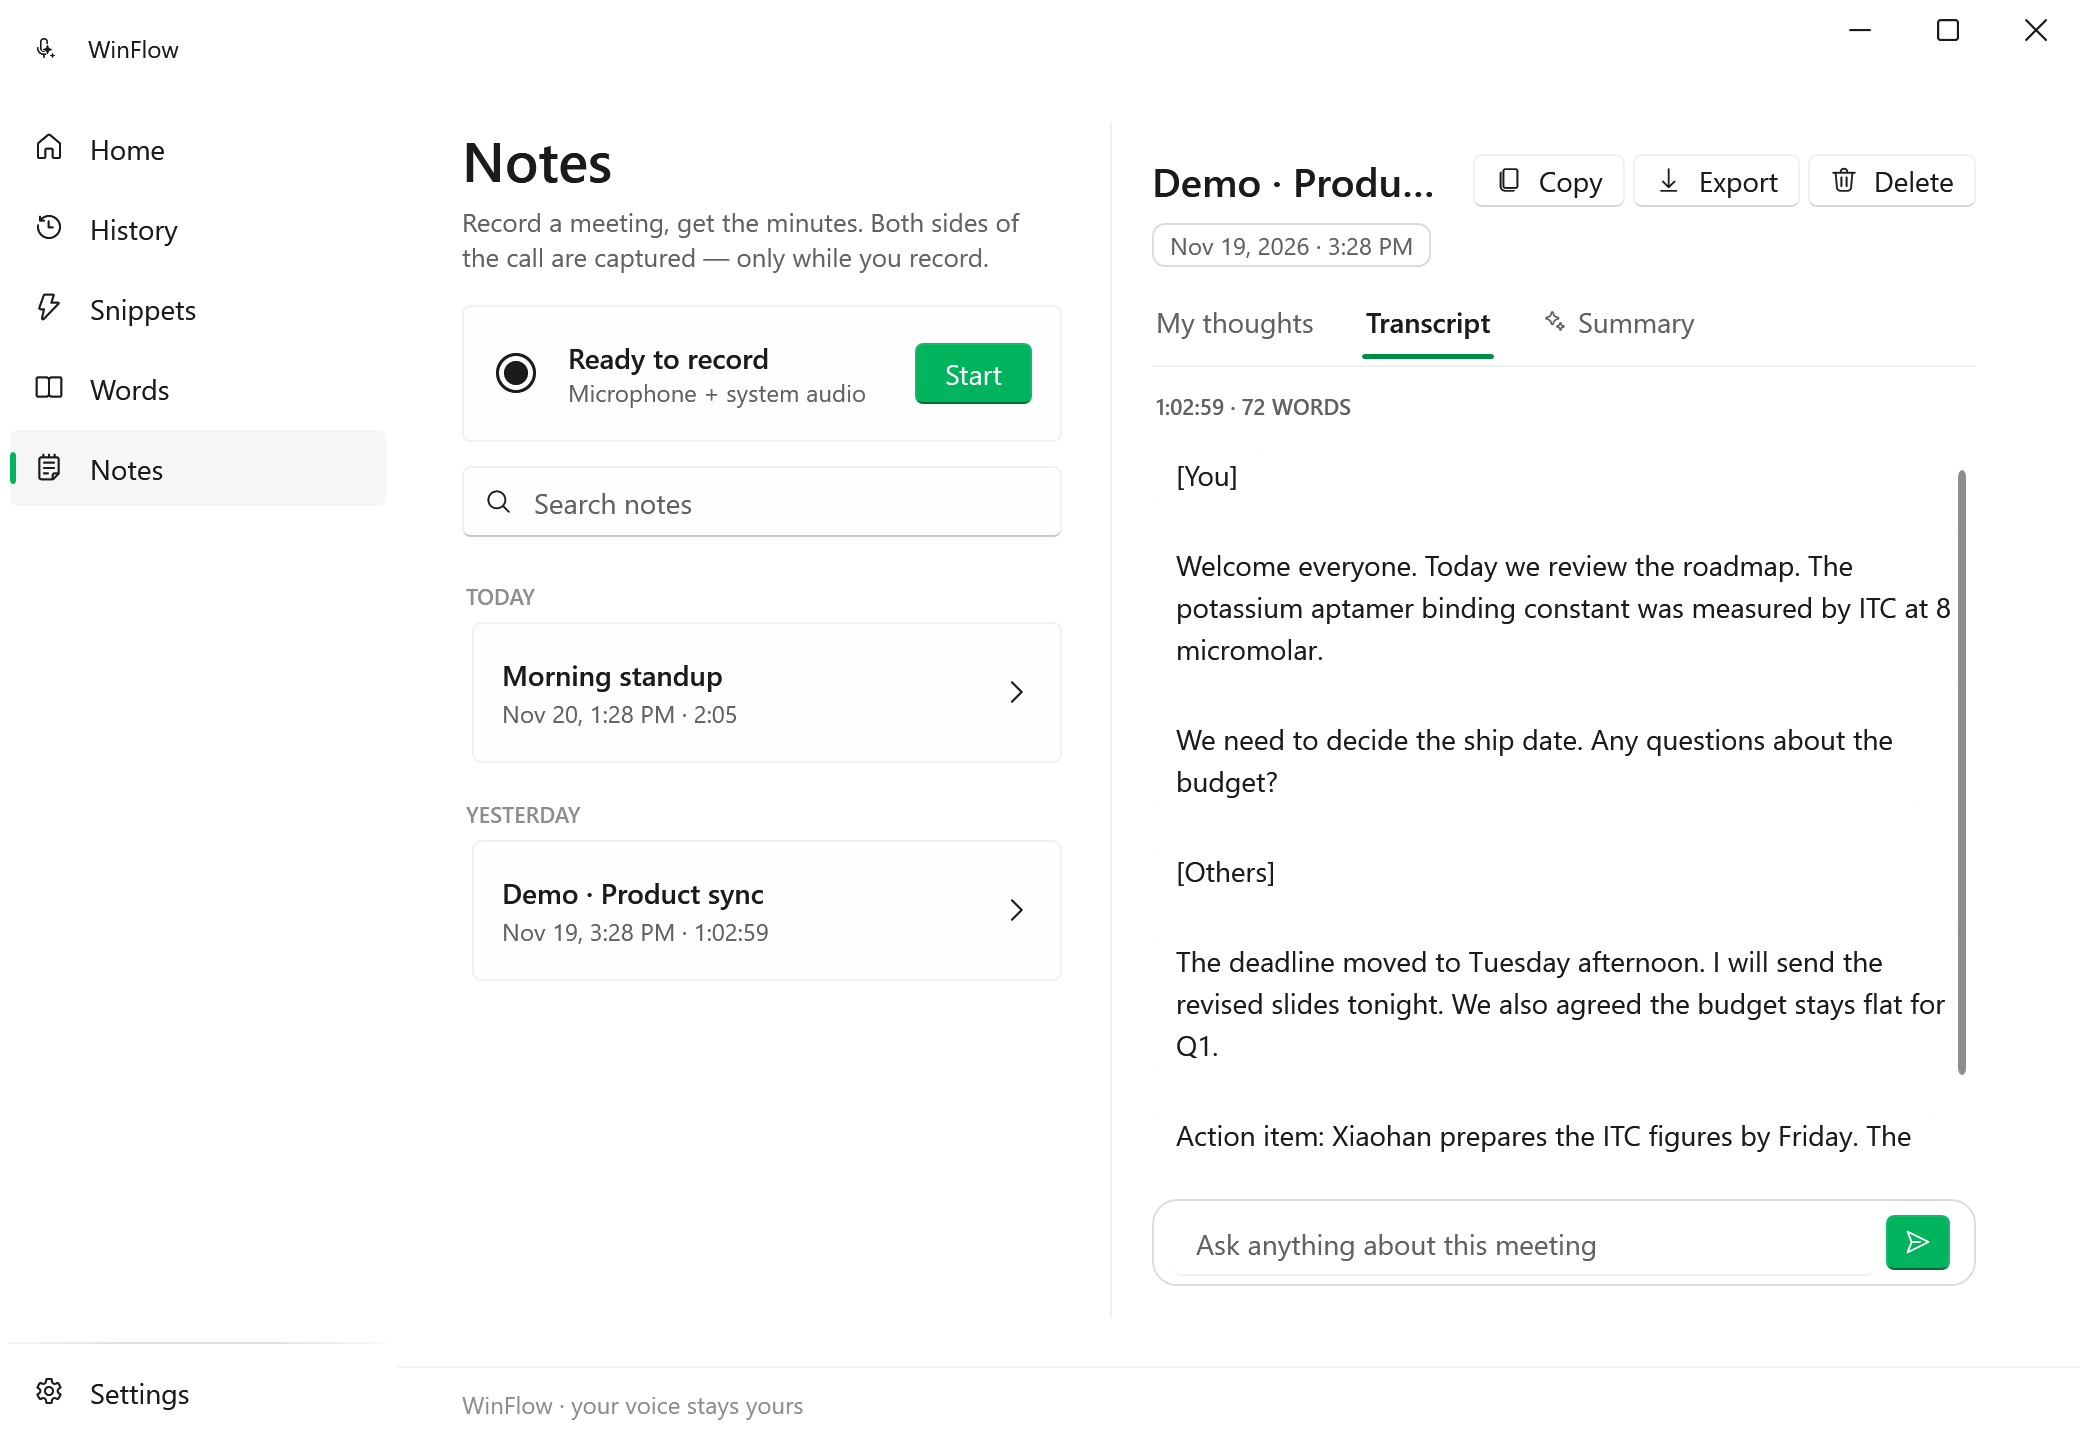 WinFlow
Home
History
Snippets
Words
Notes
Settings
Notes
Record a meeting, get the minutes. Both sides of
the call are captured — only while you record.
Ready to record
Microphone + system audio
Start
Search notes
TODAY
Morning standup
Nov 20, 1:28 PM · 2:05
YESTERDAY
Demo · Product sync
Nov 19, 3:28 PM · 1:02:59
Demo · Produ...
Copy
Export
Delete
Nov 19, 2026 · 3:28 PM
My thoughts
Transcript
Summary
1:02:59 · 72 WORDS
[You]
Welcome everyone. Today we review the roadmap. The
potassium aptamer binding constant was measured by ITC at 8
micromolar.
We need to decide the ship date. Any questions about the
budget?
[Others]
The deadline moved to Tuesday afternoon. I will send the
revised slides tonight. We also agreed the budget stays flat for
Q1.
Action item: Xiaohan prepares the ITC figures by Friday. The
Ask anything about this meeting
WinFlow · your voice stays yours